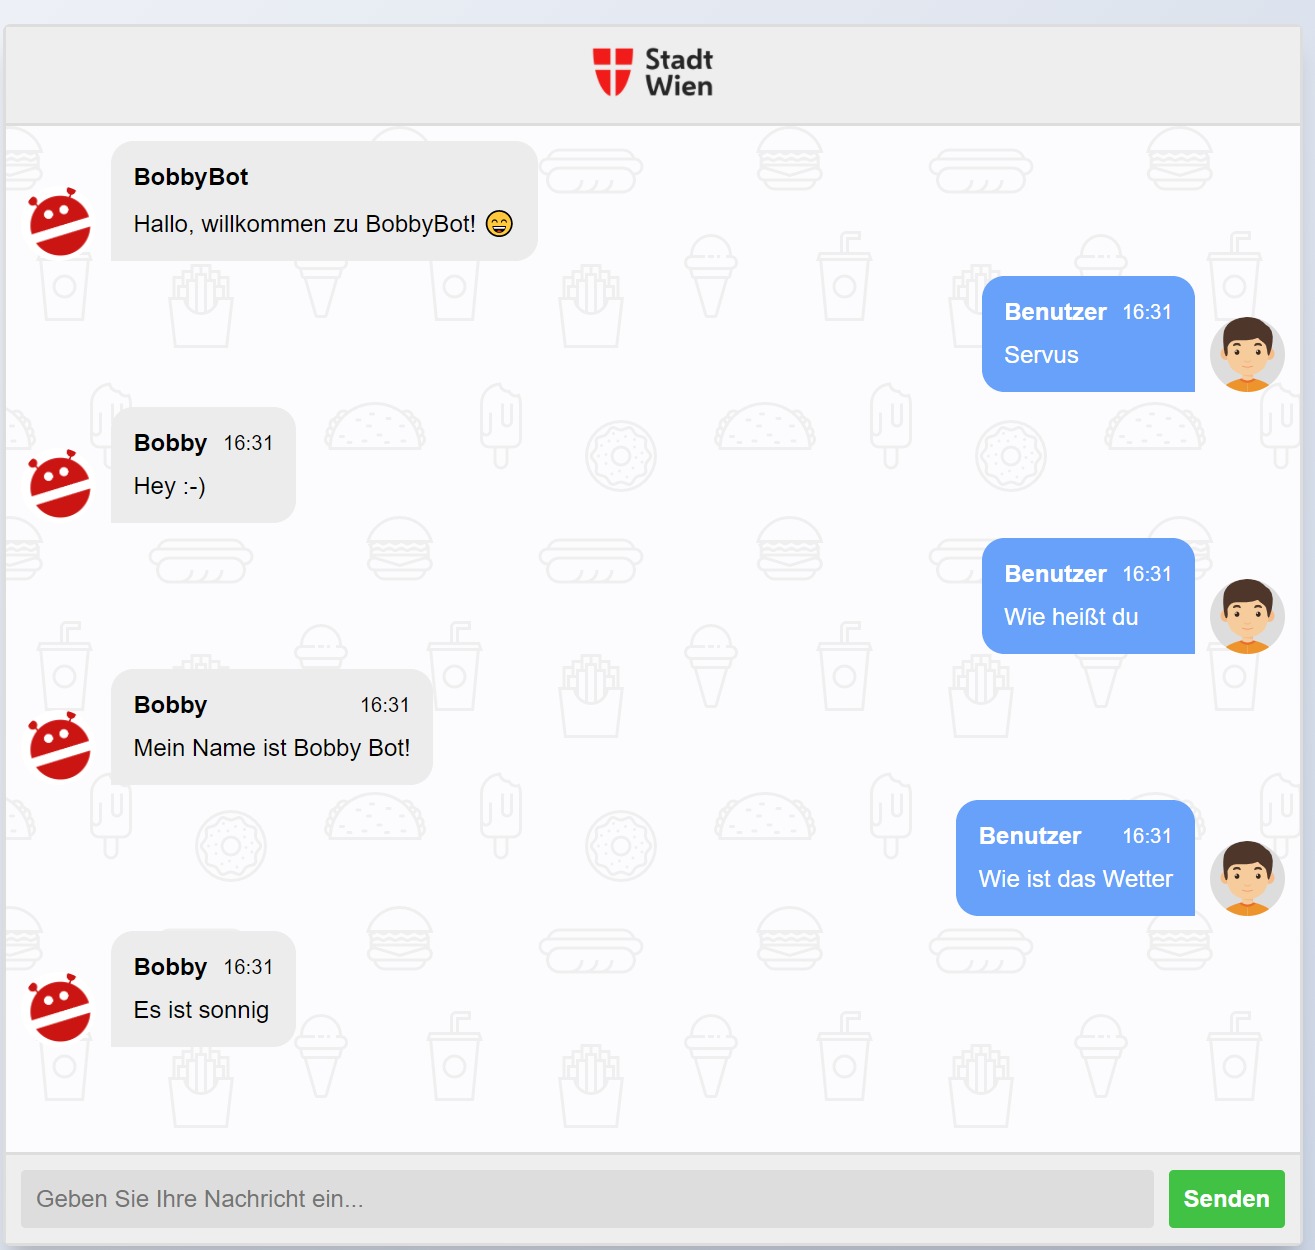 Stadt
Wien
BobbyBot
Hallo, willkommen zu BobbyBot! 😄
Benutzer 16:31
Servus
Bobby 16:31
Hey :-)
Benutzer 16:31
Wie heißt du
Bobby 16:31
Mein Name ist Bobby Bot!
Benutzer 16:31
Wie ist das Wetter
Bobby 16:31
Es ist sonnig
Geben Sie Ihre Nachricht ein...
Senden